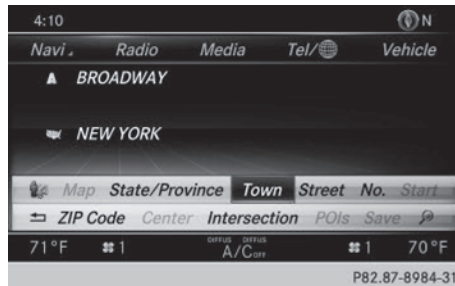 4:10 N
Navi Radio Media Tel/ Vehicle
BROADWAY
NEW YORK
Map State/Province Town Street No. Start
ZIP Code Center Intersection POIs Save
71°F 1 DIFFUS DIFFUS A/C OFF 1 70°F
P82.87-8984-31